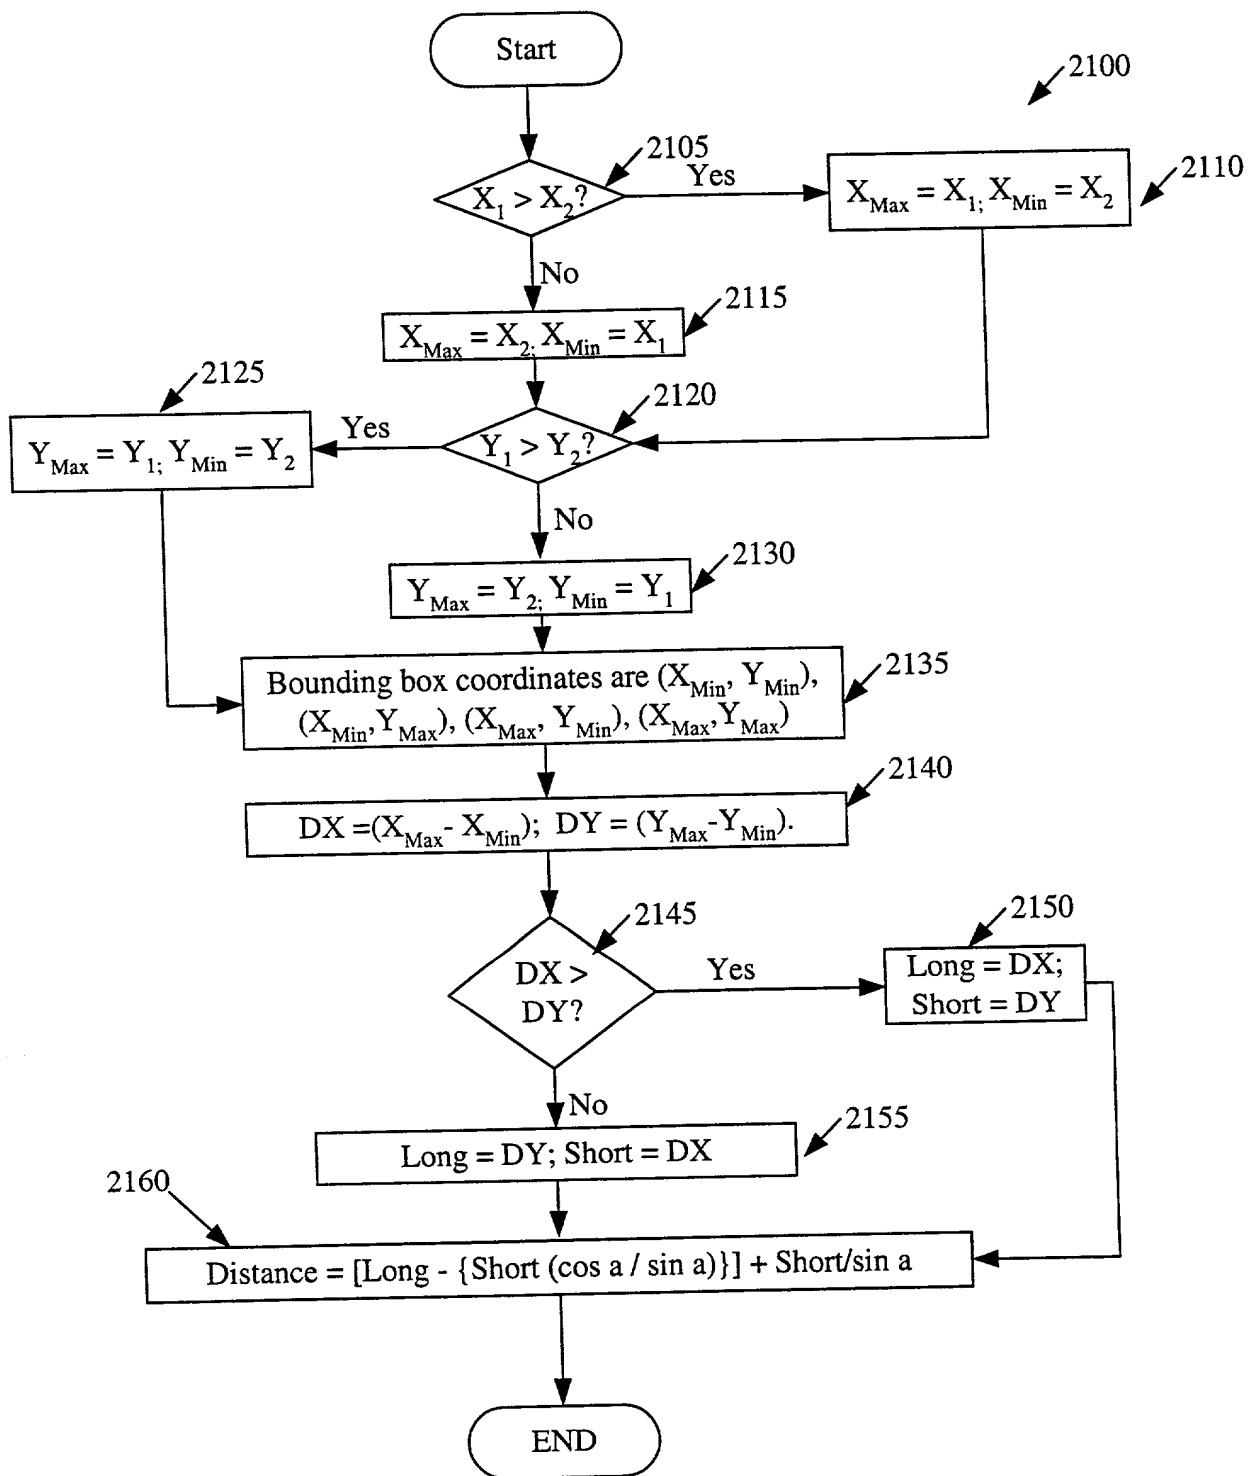 Start
2100
2105
X1 > X2?
Yes
XMax = X1; XMin = X2
2110
No
2115
XMax = X2; XMin = X1
2125
2120
YMax = Y1; YMin = Y2
Yes
Y1 > Y2?
No
2130
YMax = Y2; YMin = Y1
2135
Bounding box coordinates are (XMin, YMin),
(XMin,YMax), (XMax, YMin), (XMax,YMax)
2140
DX =(XMax- XMin); DY = (YMax-YMin).
2145
DX >
DY?
Yes
2150
Long = DX;
Short = DY
No
2155
Long = DY; Short = DX
2160
Distance = [Long - {Short (cos a / sin a)}] + Short/sin a
END